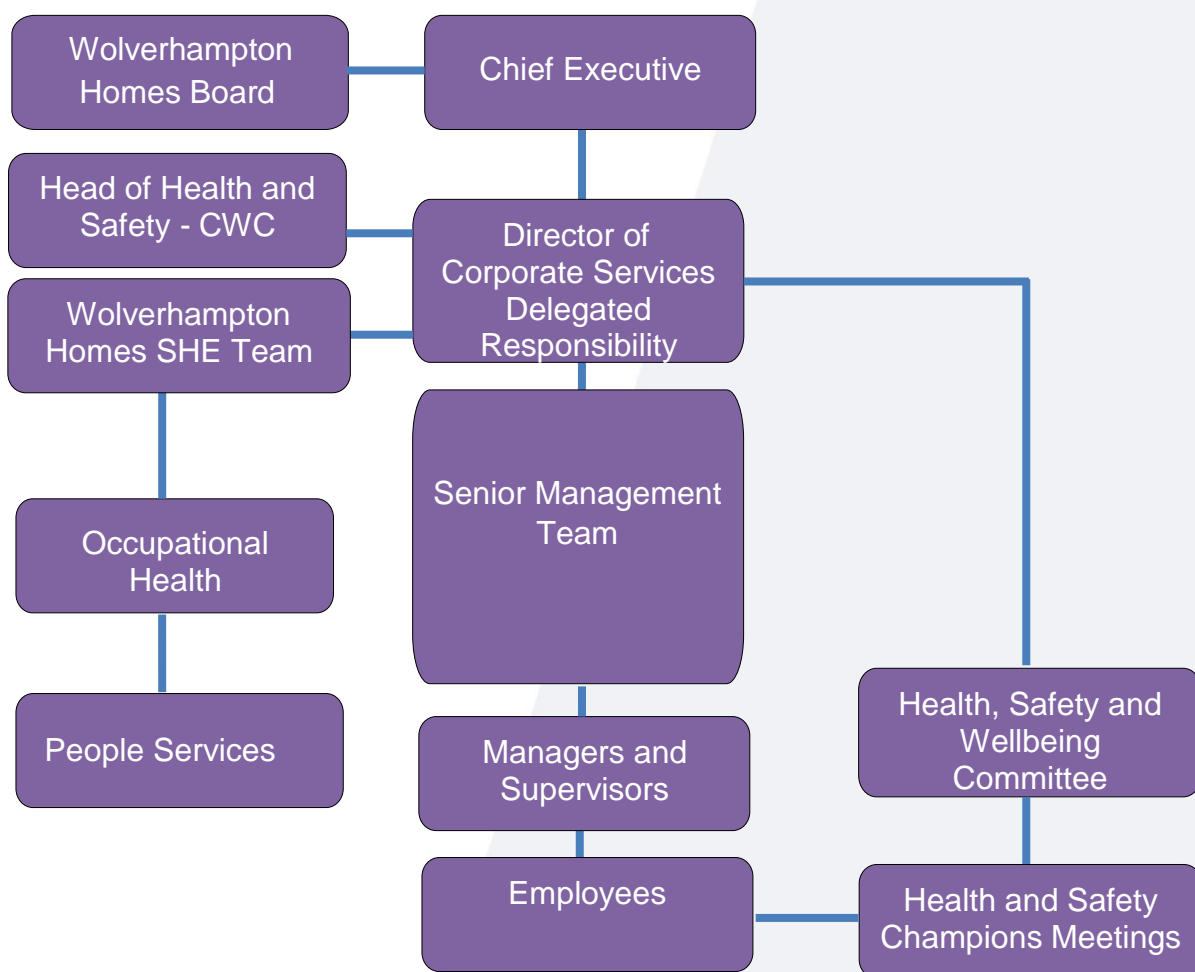 Wolverhampton
Homes Board
Chief Executive
Head of Health and
Safety - CWC
Director of
Corporate Services
Delegated
Responsibility
Wolverhampton
Homes SHE Team
Senior Management
Team
Occupational
Health
People Services
Managers and
Supervisors
Health, Safety and
Wellbeing
Committee
Employees
Health and Safety
Champions Meetings